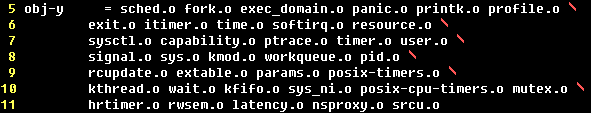 5 obj-y     = sched.o fork.o exec_domain.o panic.o printk.o profile.o \
6         exit.o itimer.o time.o softirq.o resource.o \
7         sysctl.o capability.o ptrace.o timer.o user.o \
8         signal.o sys.o kmod.o workqueue.o pid.o \
9         rcupdate.o extable.o params.o posix-timers.o \
10        kthread.o wait.o kfifo.o sys_ni.o posix-cpu-timers.o mutex.o \
11        hrtimer.o rwsem.o latency.o nsproxy.o srcu.o